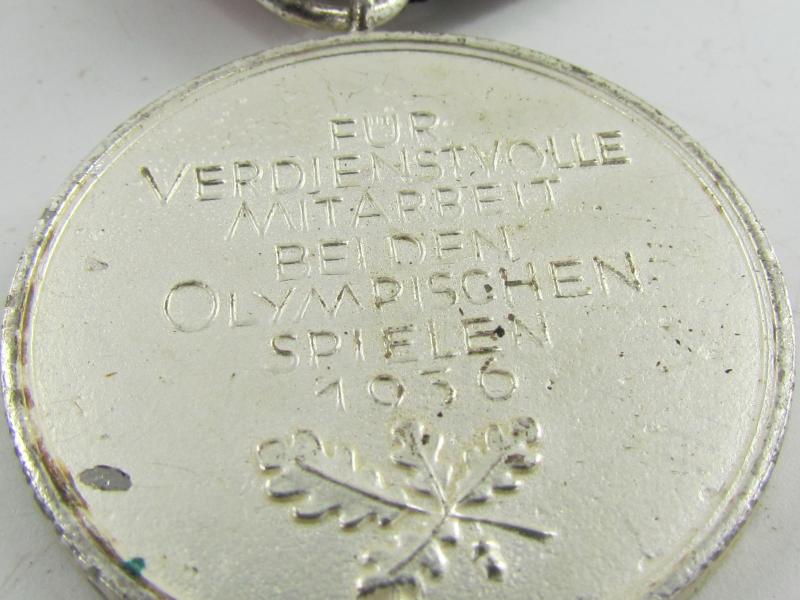 FÜR
VERDIENSTVOLLE
MITARBEIT
BEI DEN
OLYMPISCHEN
SPIELEN
1936